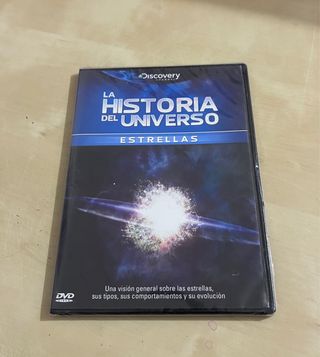 Discovery
LA
HISTORIA
DEL UNIVERSO
ESTRELLAS
Una visión general sobre las estrellas,
sus tipos, sus comportamientos y su evolución
DVD